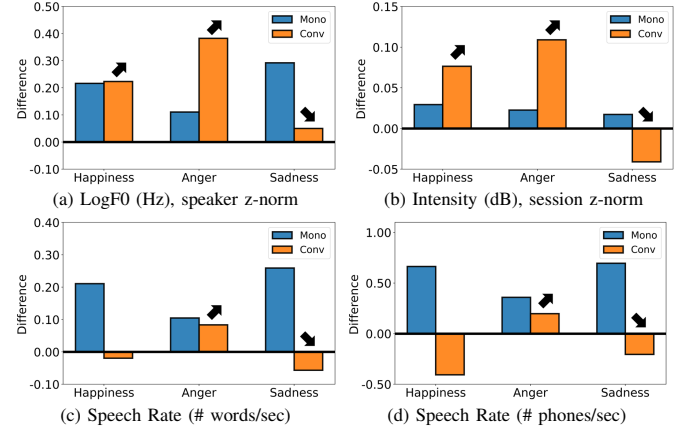 0.50
0.40
0.30
0.20
0.10
0.00
-0.10
Difference
Mono
Conv
Happiness Anger Sadness
(a) LogF0 (Hz), speaker z-norm
0.15
0.10
0.05
0.00
-0.05
Difference
Mono
Conv
Happiness Anger Sadness
(b) Intensity (dB), session z-norm
0.40
0.30
0.20
0.10
0.00
-0.10
Difference
Mono
Conv
Happiness Anger Sadness
(c) Speech Rate (# words/sec)
1.00
0.50
0.00
-0.50
Difference
Mono
Conv
Happiness Anger Sadness
(d) Speech Rate (# phones/sec)